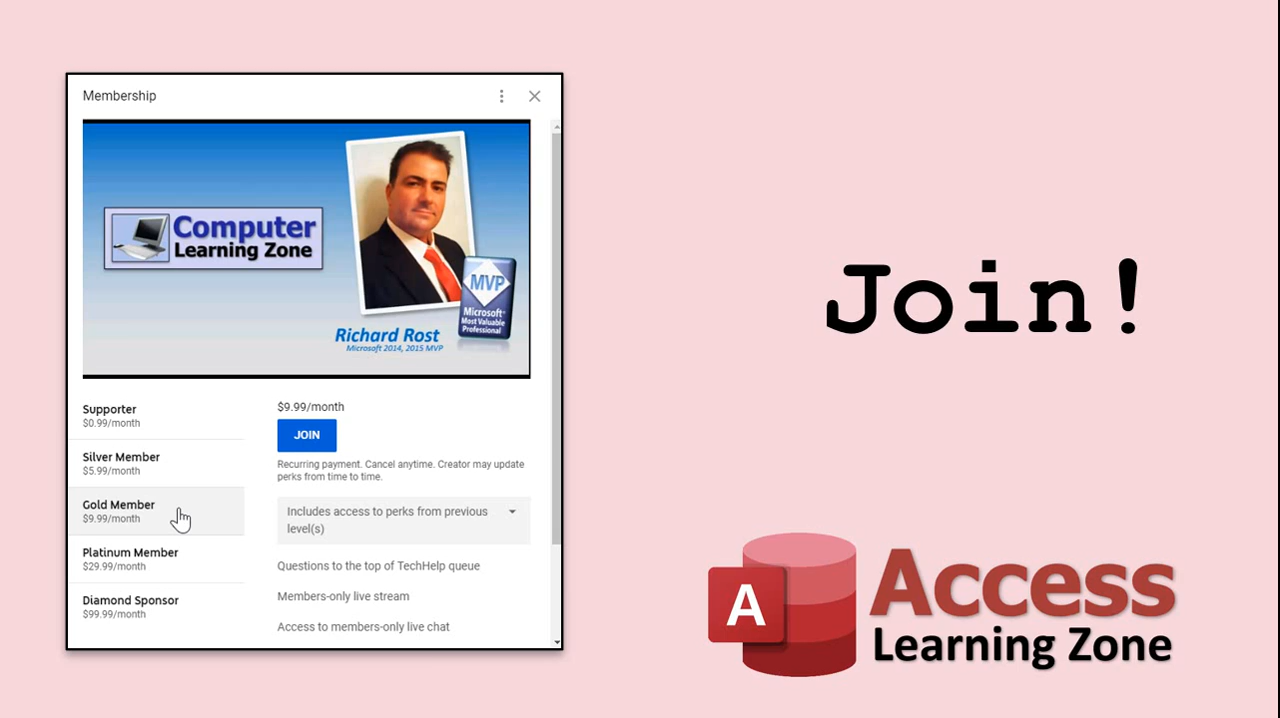 Membership
Computer
Learning Zone
MVP
Microsoft®
Most Valuable
Professional
Richard Rost
Microsoft 2014, 2015 MVP
Supporter
$0.99/month
Silver Member
$5.99/month
Gold Member
$9.99/month
Platinum Member
$29.99/month
Diamond Sponsor
$99.99/month
$9.99/month
JOIN
Recurring payment. Cancel anytime. Creator may update
perks from time to time.
Includes access to perks from previous
level(s)
Questions to the top of TechHelp queue
Members-only live stream
Access to members-only live chat
Join!
A
Access
Learning Zone